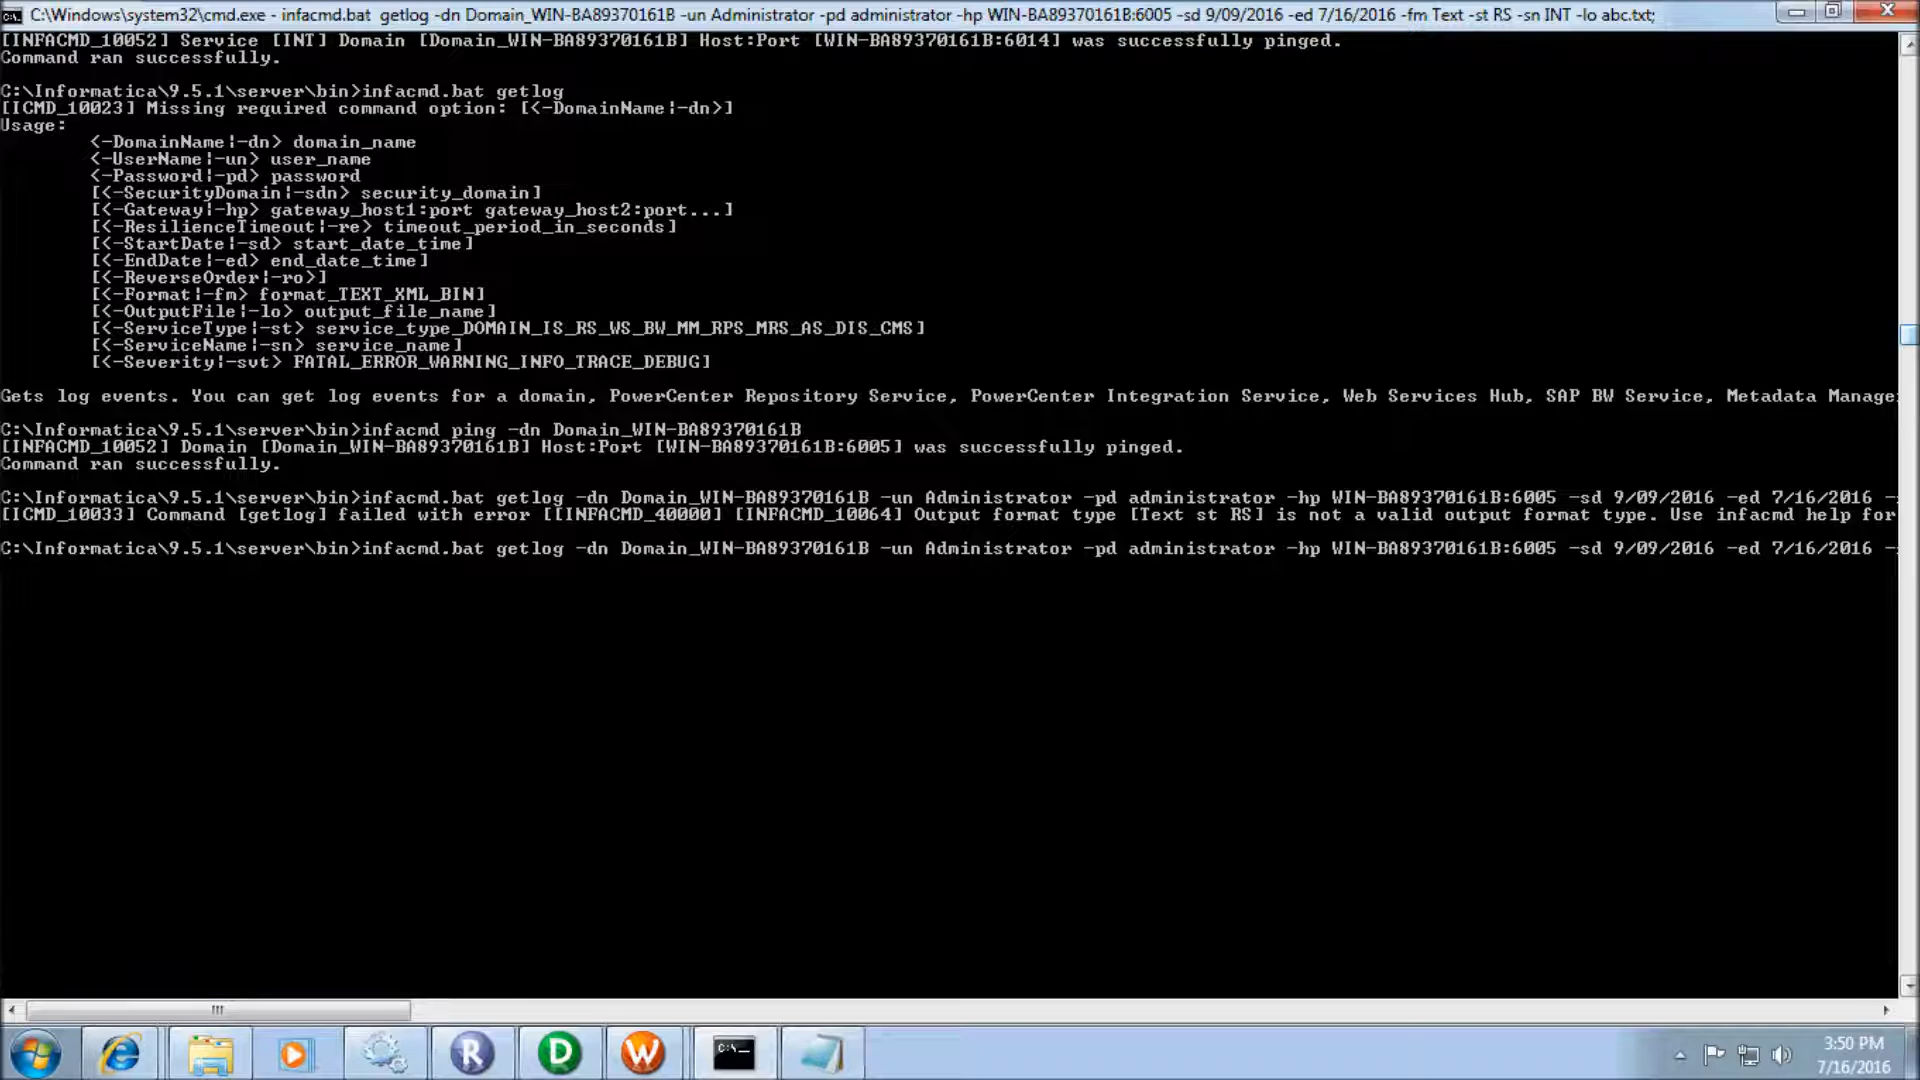 C:\Windows\system32\cmd.exe - infacmd.bat  getlog -dn Domain_WIN-BA89370161B -un Administrator -pd administrator -hp WIN-BA89370161B:6005 -sd 9/09/2016 -ed 7/16/2016 -fm Text -st RS -sn INT -lo abc.txt;
[INFACMD_10052] Service [INT] Domain [Domain_WIN-BA89370161B] Host:Port [WIN-BA89370161B:6014] was successfully pinged.
Command ran successfully.
C:\Informatica\9.5.1\server\bin>infacmd.bat getlog
[ICMD_10023] Missing required command option: [<-DomainName|-dn>]
Usage:
<-DomainName|-dn> domain_name
<-UserName|-un> user_name
<-Password|-pd> password
[<-SecurityDomain|-sdn> security_domain]
[<-Gateway|-hp> gateway_host1:port gateway_host2:port...]
[<-ResilienceTimeout|-re> timeout_period_in_seconds]
[<-StartDate|-sd> start_date_time]
[<-EndDate|-ed> end_date_time]
[<-ReverseOrder|-ro>]
[<-Format|-fm> format_TEXT_XML_BIN]
[<-OutputFile|-lo> output_file_name]
[<-ServiceType|-st> service_type_DOMAIN_IS_RS_WS_BW_MM_RPS_MRS_AS_DIS_CMS]
[<-ServiceName|-sn> service_name]
[<-Severity|-svt> FATAL_ERROR_WARNING_INFO_TRACE_DEBUG]
Gets log events. You can get log events for a domain, PowerCenter Repository Service, PowerCenter Integration Service, Web Services Hub, SAP BW Service, Metadata Manage
C:\Informatica\9.5.1\server\bin>infacmd ping -dn Domain_WIN-BA89370161B
[INFACMD_10052] Domain [Domain_WIN-BA89370161B] Host:Port [WIN-BA89370161B:6005] was successfully pinged.
Command ran successfully.
C:\Informatica\9.5.1\server\bin>infacmd.bat getlog -dn Domain_WIN-BA89370161B -un Administrator -pd administrator -hp WIN-BA89370161B:6005 -sd 9/09/2016 -ed 7/16/2016 -
[ICMD_10033] Command [getlog] failed with error [[INFACMD_40000] [INFACMD_10064] Output format type [Text st RS] is not a valid output format type. Use infacmd help for
C:\Informatica\9.5.1\server\bin>infacmd.bat getlog -dn Domain_WIN-BA89370161B -un Administrator -pd administrator -hp WIN-BA89370161B:6005 -sd 9/09/2016 -ed 7/16/2016 -
R
D
W
C:\_
3:50 PM
7/16/2016